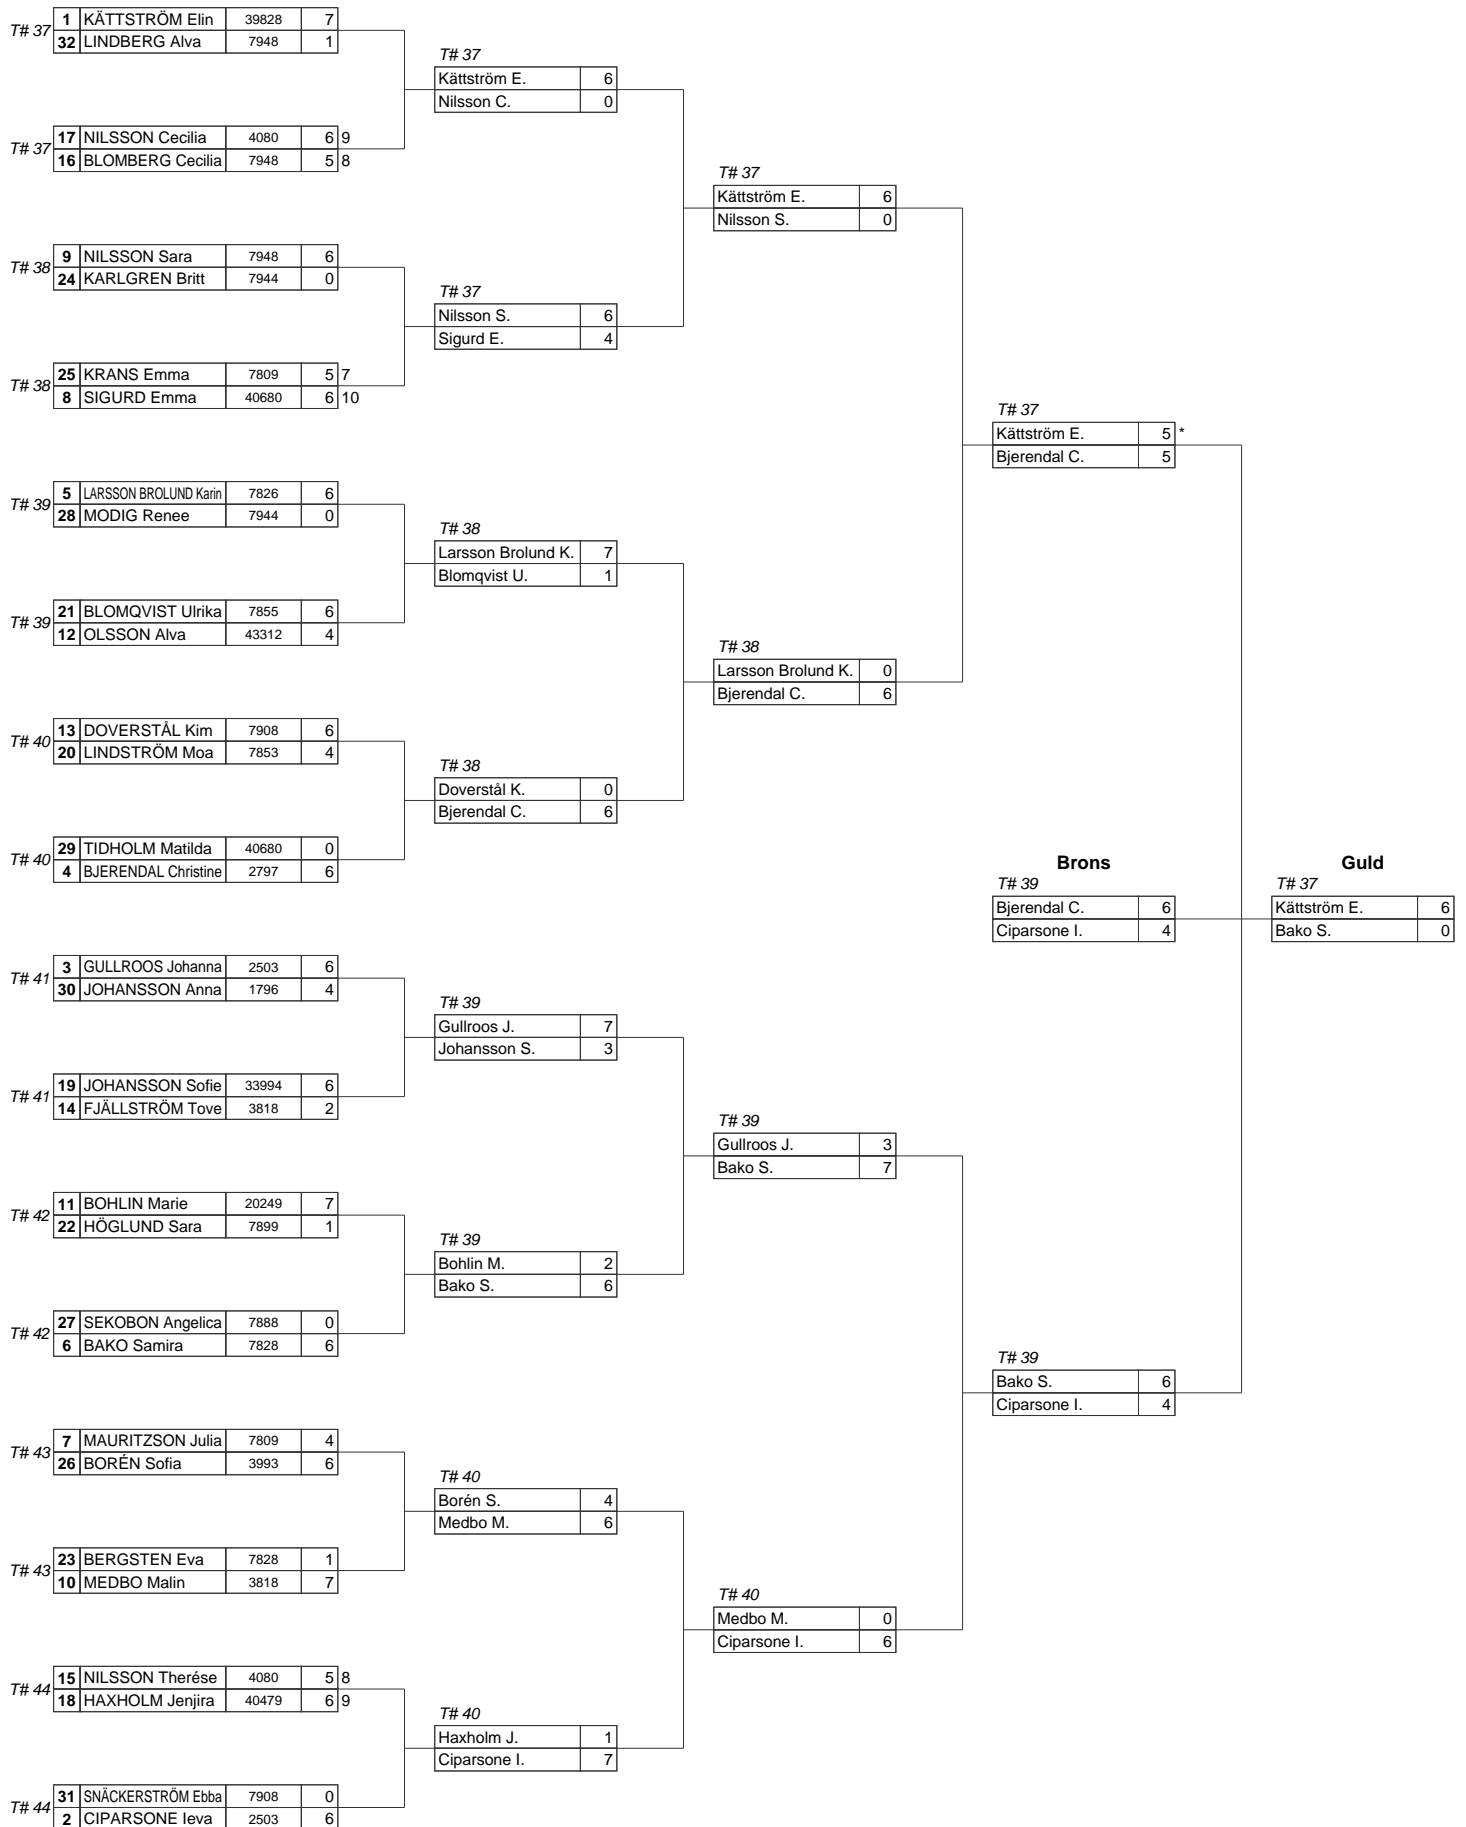 T# 37
1 KÄTTSTRÖM Elin 39828 7
32 LINDBERG Alva 7948 1
T# 37
17 NILSSON Cecilia 4080 6 9
16 BLOMBERG Cecilia 7948 5 8
T# 38
9 NILSSON Sara 7948 6
24 KARLGREN Britt 7944 0
T# 38
25 KRANS Emma 7809 5 7
8 SIGURD Emma 40680 6 10
T# 39
5 LARSSON BROLUND Karin 7826 6
28 MODIG Renee 7944 0
T# 39
21 BLOMQVIST Ulrika 7855 6
12 OLSSON Alva 43312 4
T# 40
13 DOVERSTÅL Kim 7908 6
20 LINDSTRÖM Moa 7853 4
T# 40
29 TIDHOLM Matilda 40680 0
4 BJERENDAL Christine 2797 6
T# 41
3 GULLROOS Johanna 2503 6
30 JOHANSSON Anna 1796 4
T# 41
19 JOHANSSON Sofie 33994 6
14 FJÄLLSTRÖM Tove 3818 2
T# 42
11 BOHLIN Marie 20249 7
22 HÖGLUND Sara 7899 1
T# 42
27 SEKOBON Angelica 7888 0
6 BAKO Samira 7828 6
T# 43
7 MAURITZSON Julia 7809 4
26 BORÉN Sofia 3993 6
T# 43
23 BERGSTEN Eva 7828 1
10 MEDBO Malin 3818 7
T# 44
15 NILSSON Therése 4080 5 8
18 HAXHOLM Jenjira 40479 6 9
T# 44
31 SNÄCKERSTRÖM Ebba 7908 0
2 CIPARSONE Ieva 2503 6
T# 37
Kättström E. 6
Nilsson C. 0
T# 37
Nilsson S. 6
Sigurd E. 4
T# 38
Larsson Brolund K. 7
Blomqvist U. 1
T# 38
Doverstål K. 0
Bjerendal C. 6
T# 39
Gullroos J. 7
Johansson S. 3
T# 39
Bohlin M. 2
Bako S. 6
T# 40
Borén S. 4
Medbo M. 6
T# 40
Haxholm J. 1
Ciparsone I. 7
T# 37
Kättström E. 6
Nilsson S. 0
T# 38
Larsson Brolund K. 0
Bjerendal C. 6
T# 39
Gullroos J. 3
Bako S. 7
T# 40
Medbo M. 0
Ciparsone I. 6
T# 37
Kättström E. 5 *
Bjerendal C. 5
T# 39
Bako S. 6
Ciparsone I. 4
Brons
T# 39
Bjerendal C. 6
Ciparsone I. 4
Guld
T# 37
Kättström E. 6
Bako S. 0